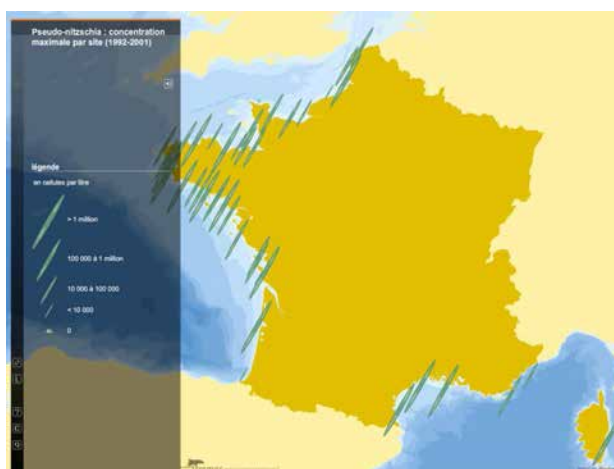 Pseudo-nitzschia : concentration
maximale par site (1992-2001)
légende
en cellules par litre
> 1 million
100 000 à 1 million
10 000 à 100 000
< 10 000
0
?